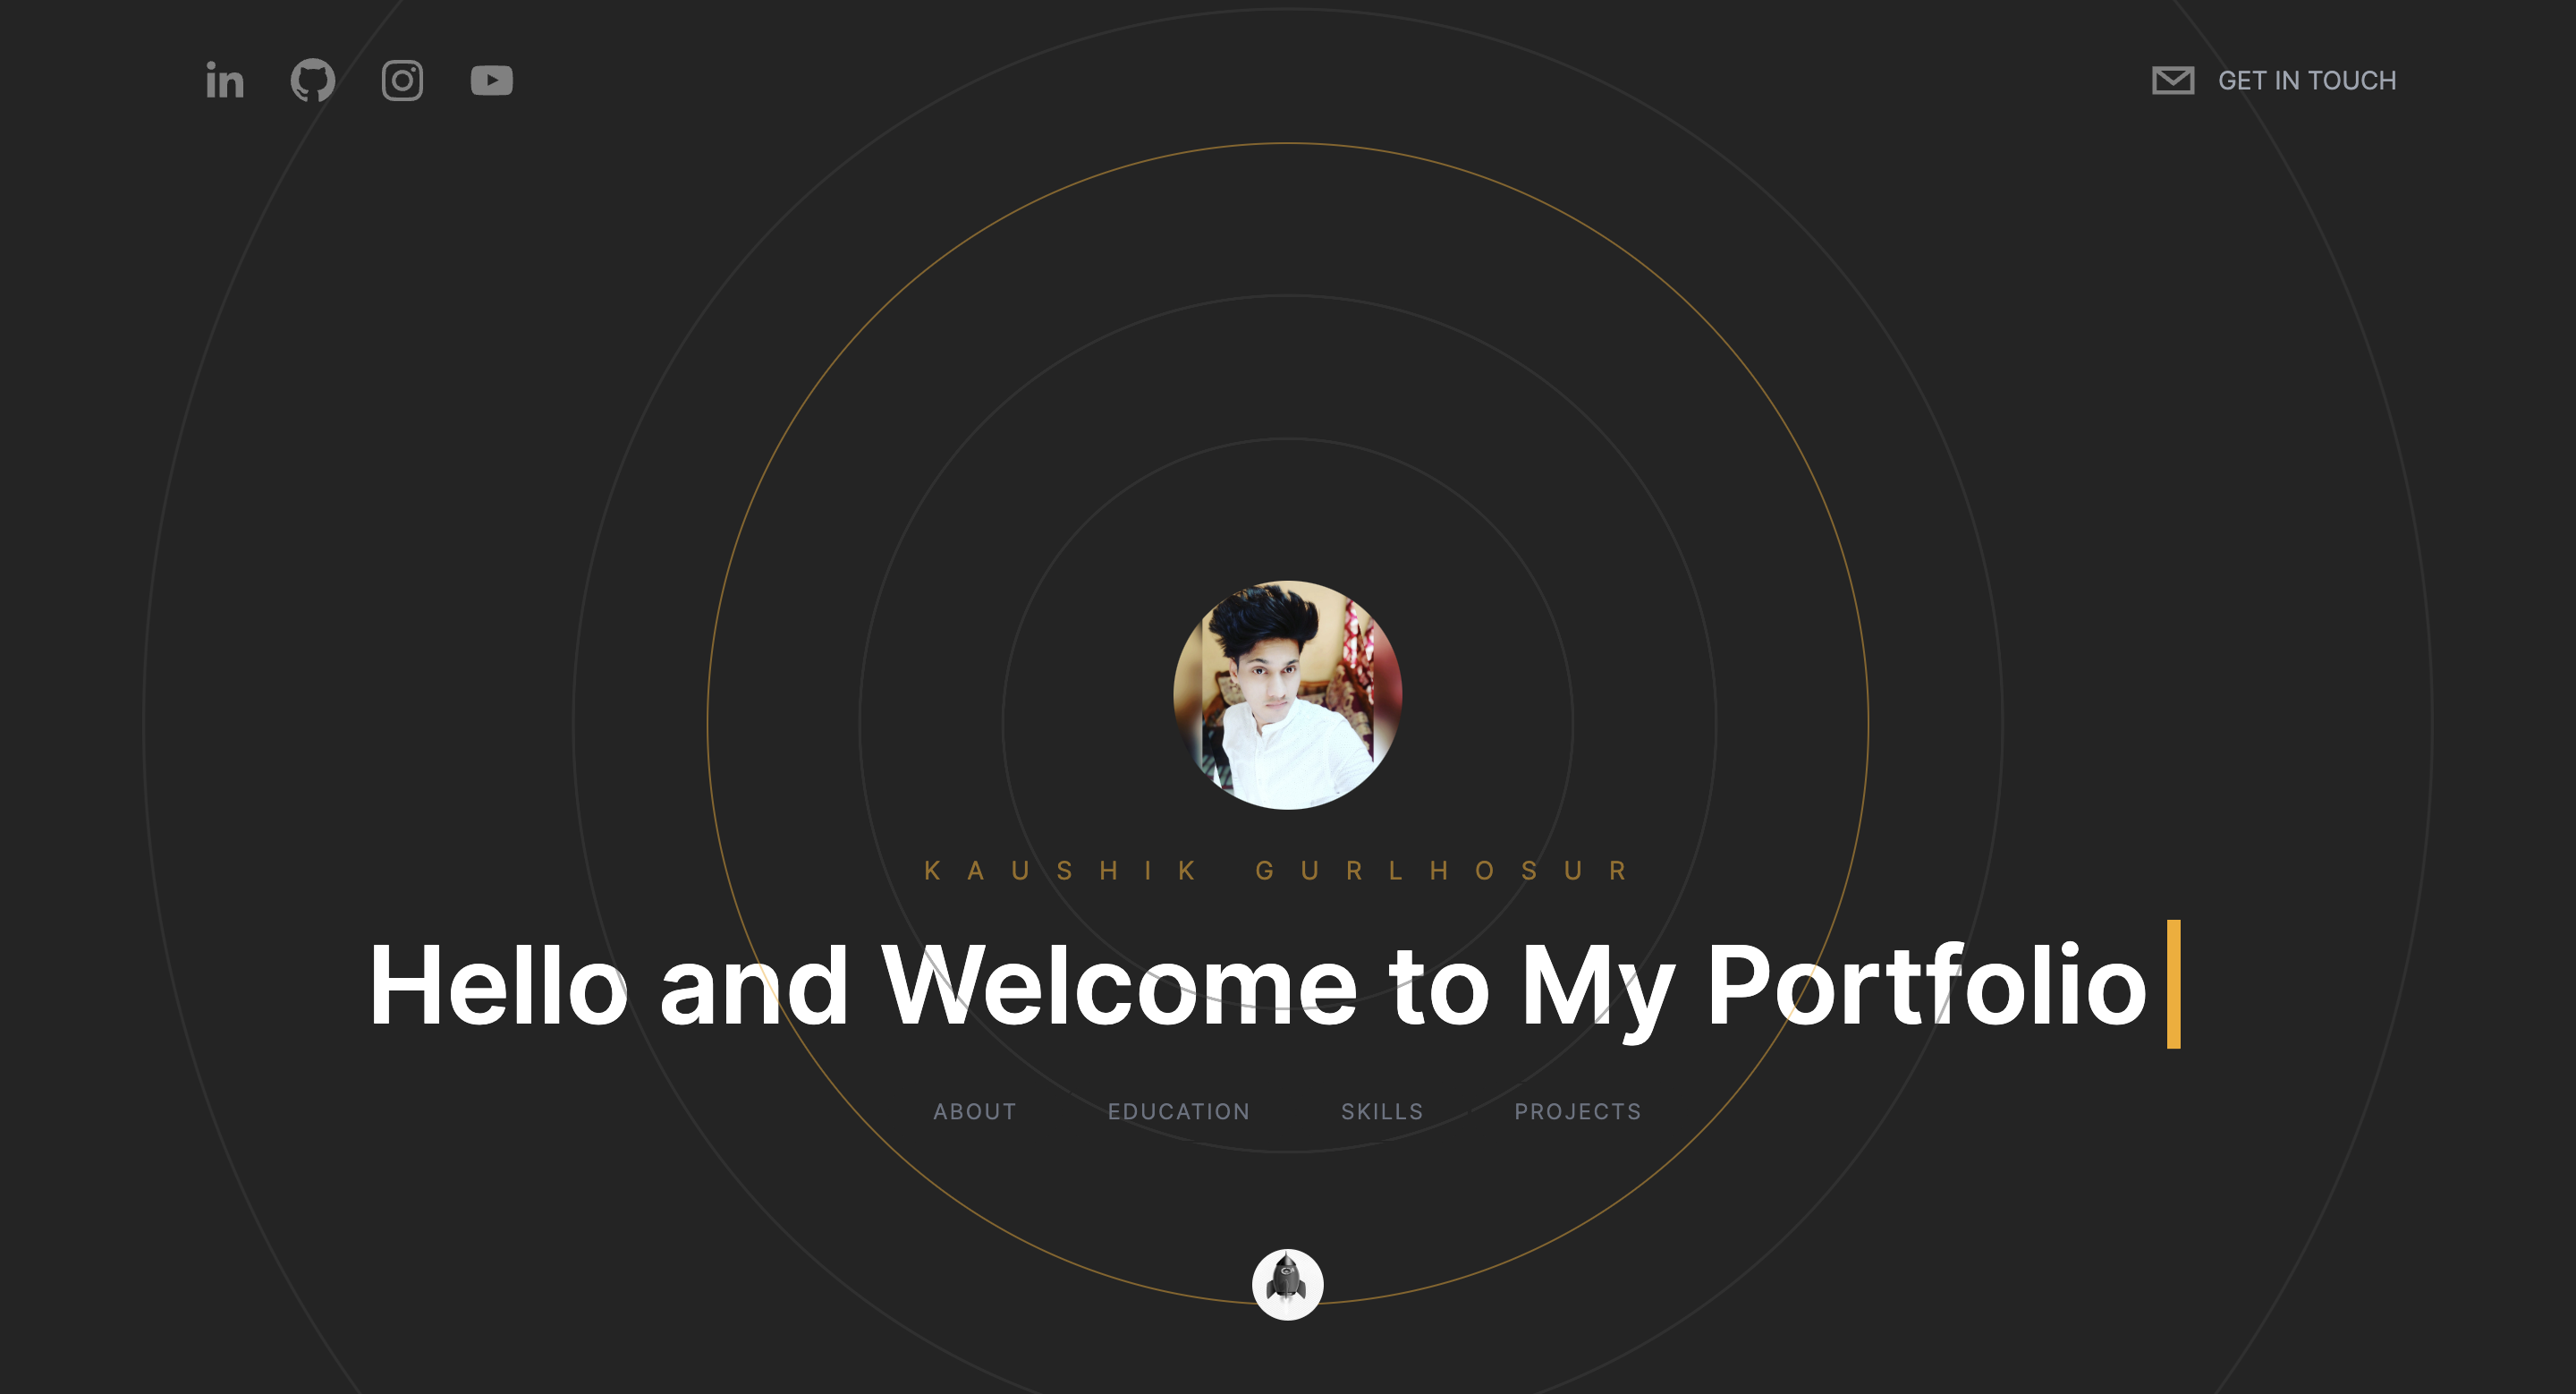 in
GET IN TOUCH
KAUSHIK GURLHOSUR
Hello and Welcome to My Portfolio
ABOUT EDUCATION SKILLS PROJECTS